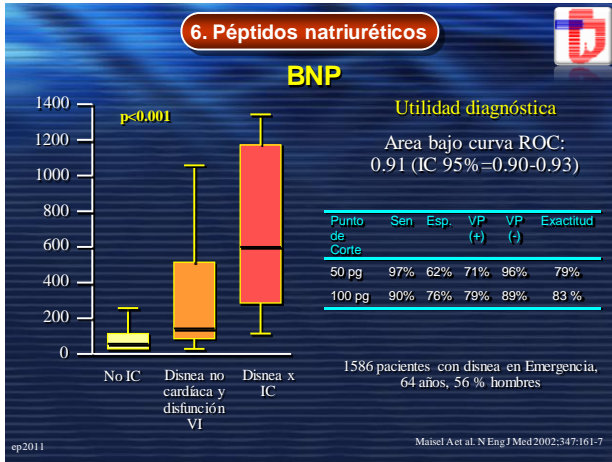 6. Péptidos natriuréticos
BNP
1400
1200
1000
800
600
400
200
0
p<0.001
No IC
Disnea no
cardíaca y
disfunción
VI
Disnea x
IC
Utilidad diagnóstica
Area bajo curva ROC:
0.91 (IC 95%=0.90-0.93)
Punto de Corte Sen Esp. VP (+) VP (-) Exactitud
50 pg 97% 62% 71% 96% 79%
100 pg 90% 76% 79% 89% 83 %
1586 pacientes con disnea en Emergencia,
64 años, 56 % hombres
ep2011
Maisel A et al. N Eng J Med 2002;347:161-7